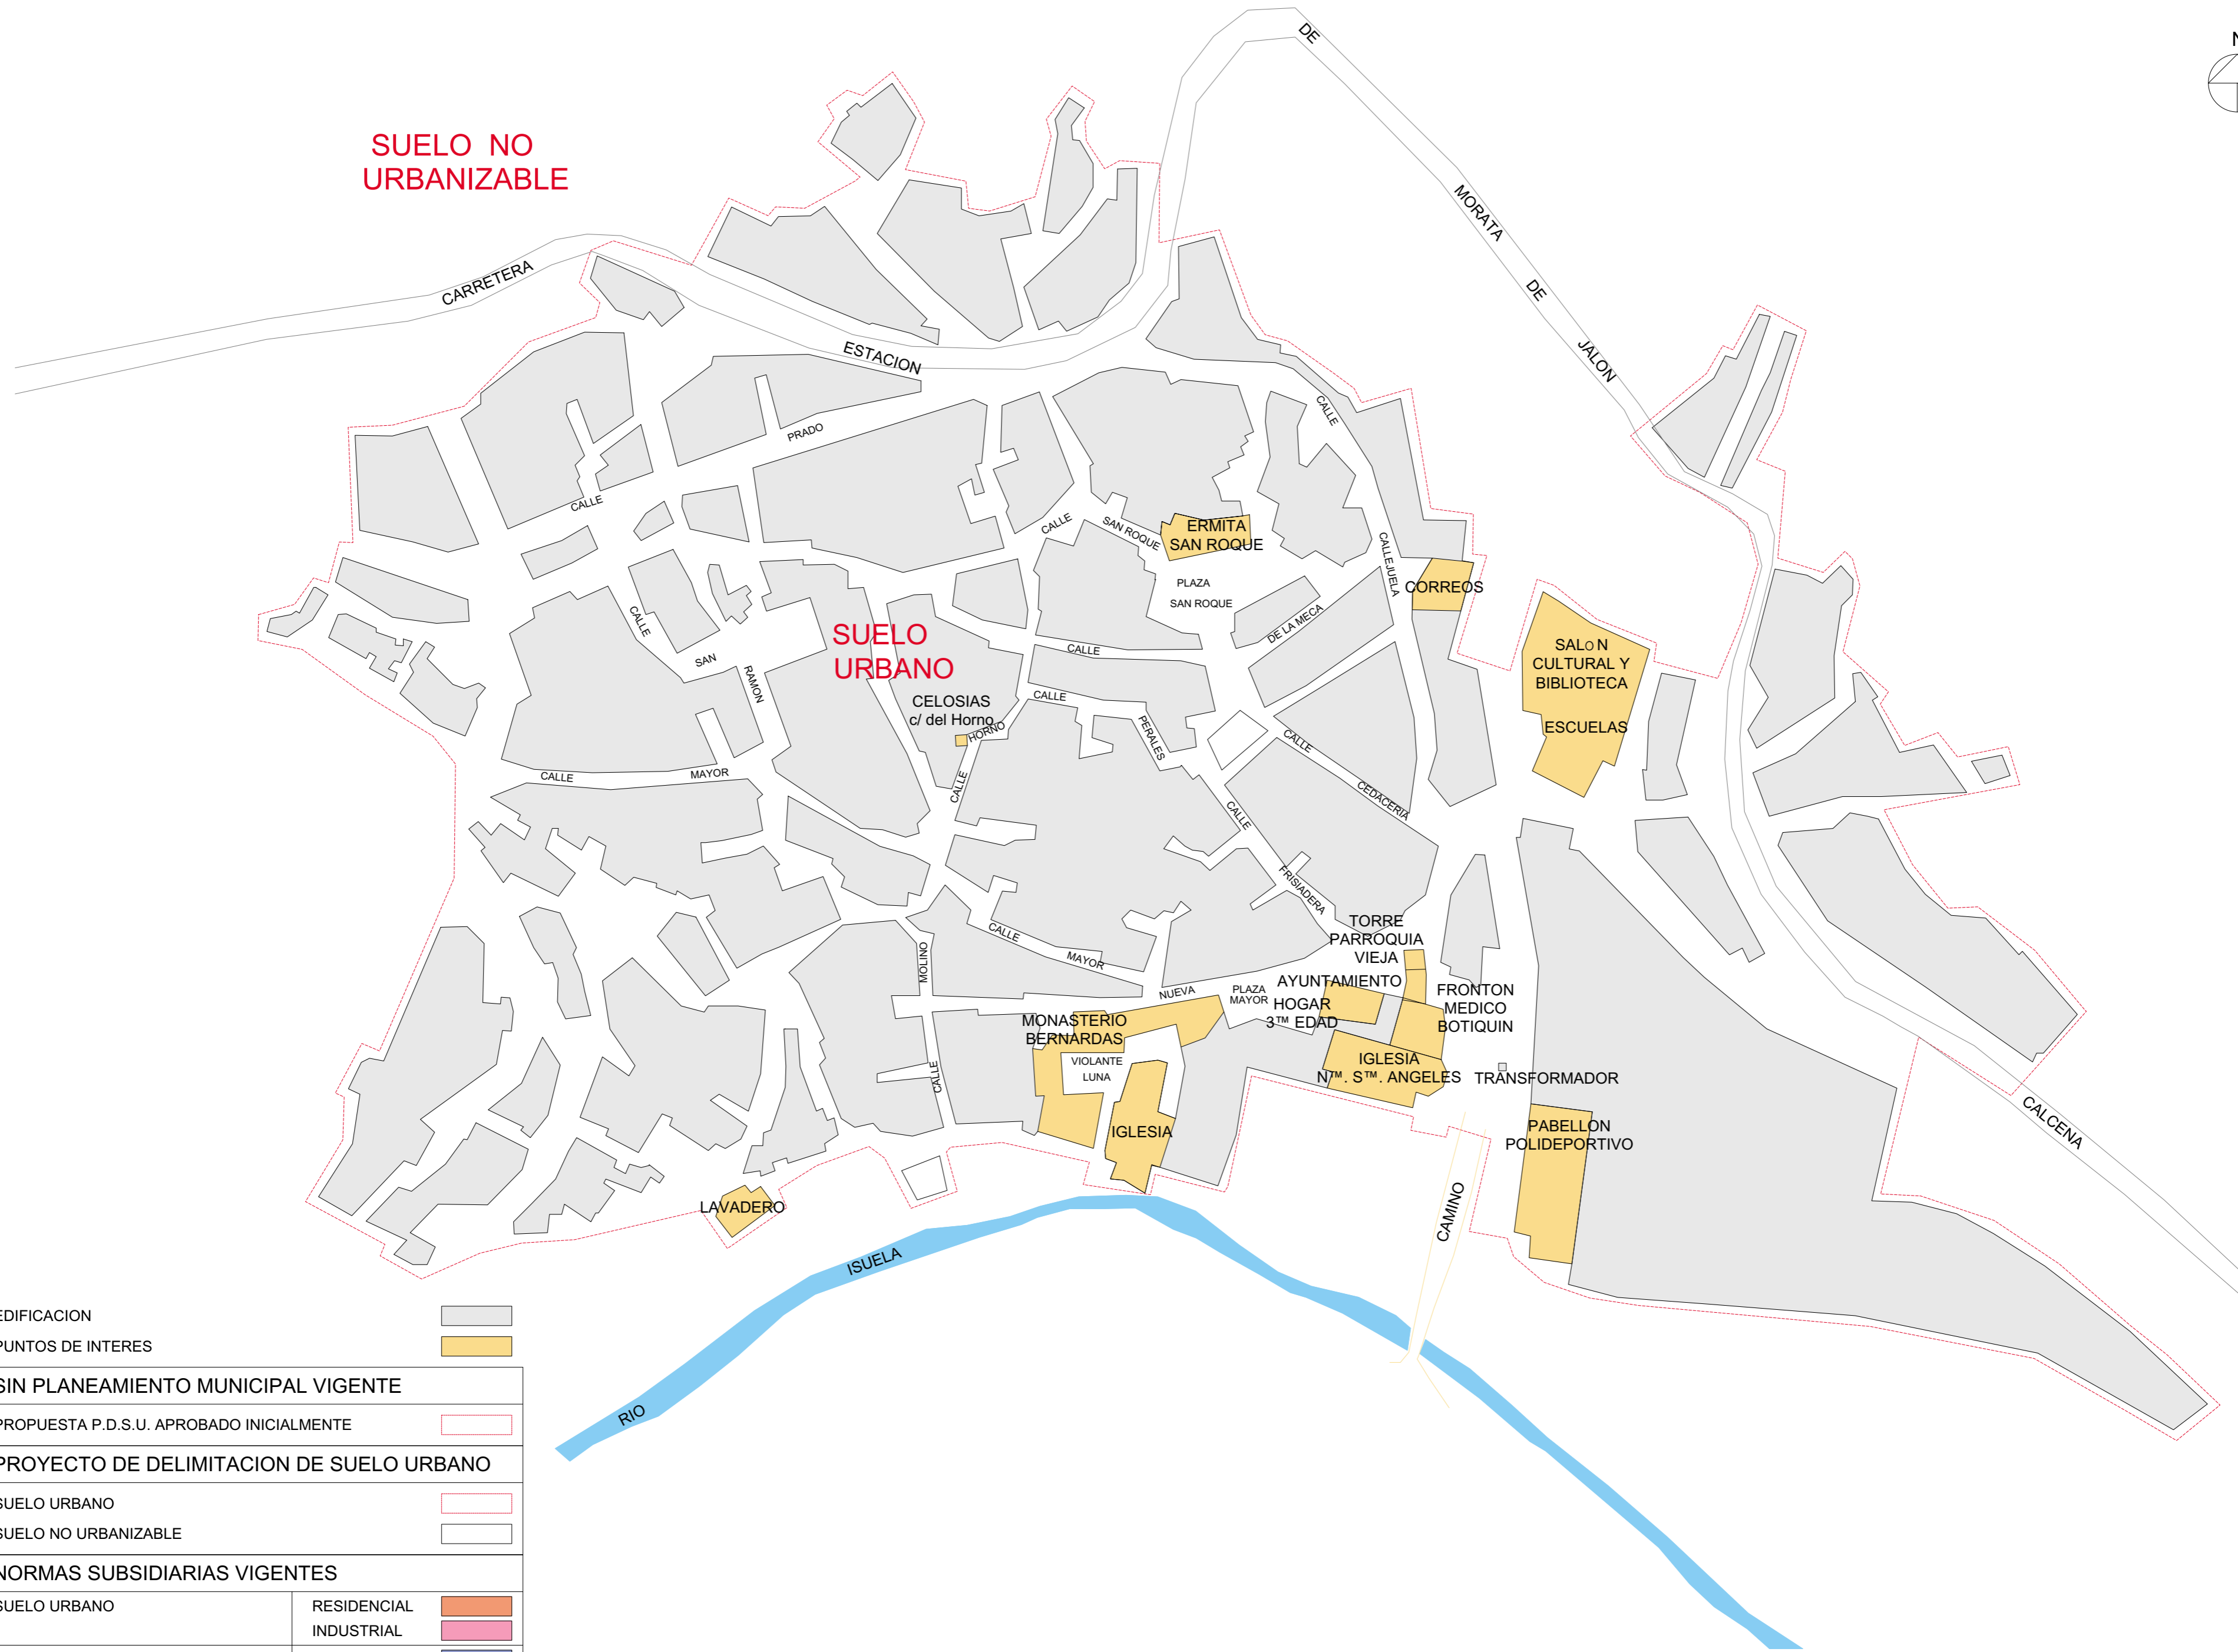 N
DE
SUELO NO
URBANIZABLE
MORATA
CARRETERA
DE
ESTACION
JALON
CALLE
PRADO
CALLE
CALLE
SAN ROQUE
ERMITA
SAN ROQUE
CALLEJUELA
PLAZA
SAN ROQUE
CORREOS
DE LA MECA
CALLE
SUELO
URBANO
CALLE
SAN
RAMON
SALON
CULTURAL Y
BIBLIOTECA
ESCUELAS
CALLE
CELOSIAS
c/ del Horno
HORNO
PERALES
CALLE
CALLE
MAYOR
CALLE
CEDACERIA
CALLE
FRISIADERA
TORRE
PARROQUIA
VIEJA
CALLE
MAYOR
MOLINO
AYUNTAMIENTO
NUEVA
PLAZA
MAYOR
HOGAR
3™ EDAD
FRONTON
MEDICO
BOTIQUIN
MONASTERIO
BERNARDAS
VIOLANTE
LUNA
IGLESIA
N™. S™. ANGELES
TRANSFORMADOR
CALLE
CALCENA
IGLESIA
PABELLON
POLIDEPORTIVO
LAVADERO
CAMINO
ISUELA
RIO
EDIFICACION
PUNTOS DE INTERES
SIN PLANEAMIENTO MUNICIPAL VIGENTE
PROPUESTA P.D.S.U. APROBADO INICIALMENTE
PROYECTO DE DELIMITACION DE SUELO URBANO
SUELO URBANO
SUELO NO URBANIZABLE
NORMAS SUBSIDIARIAS VIGENTES
SUELO URBANO
RESIDENCIAL
INDUSTRIAL